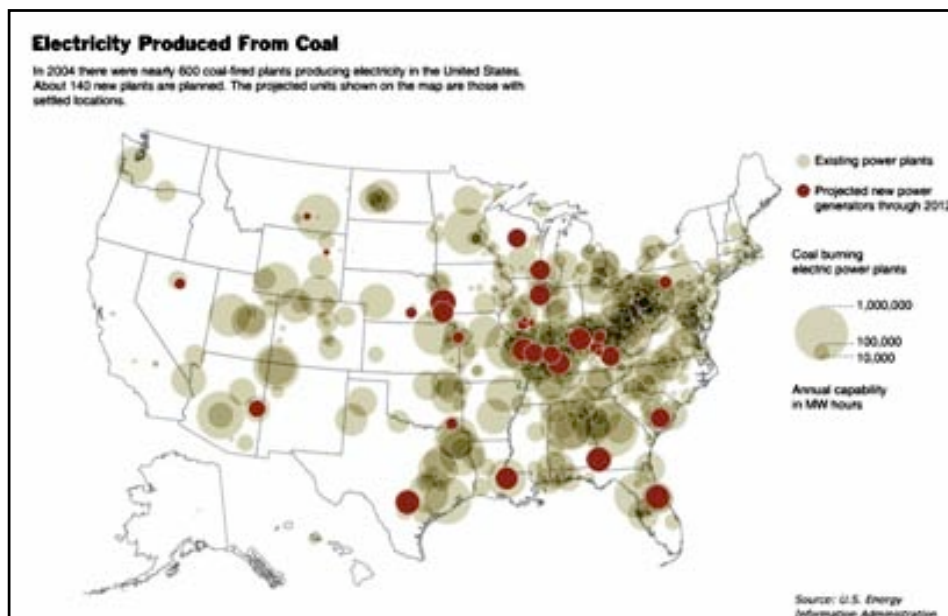 Electricity Produced From Coal
In 2004 there were nearly 600 coal-fired plants producing electricity in the United States.
About 140 new plants are planned. The projected units shown on the map are those with
settled locations.
Existing power plants
Projected new power
generators through 2012
Coal burning
electric power plants
1,000,000
100,000
10,000
Annual capability
in MW hours
Source: U.S. Energy
Information Administration